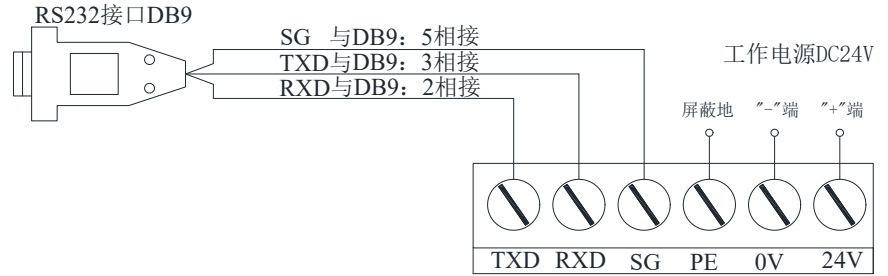 RS232接口DB9
SG 与DB9：5相接
TXD与DB9：3相接
RXD与DB9：2相接
工作电源DC24V
屏蔽地 "-"端 "+"端
TXD RXD SG PE 0V 24V